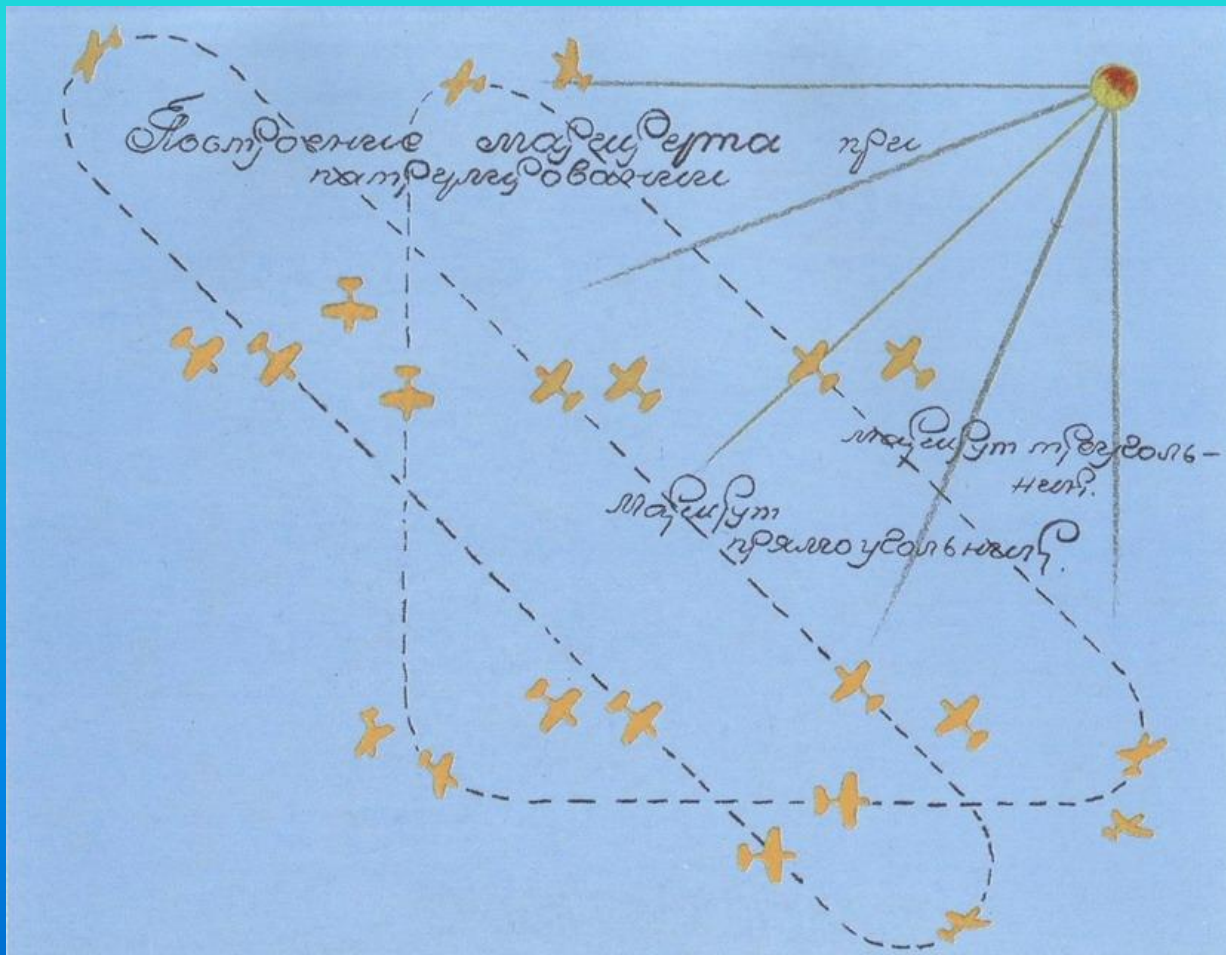 Построение маршрута при
патрулировании
маршрут треуголь-
ный.
маршрут
прямоугольный.